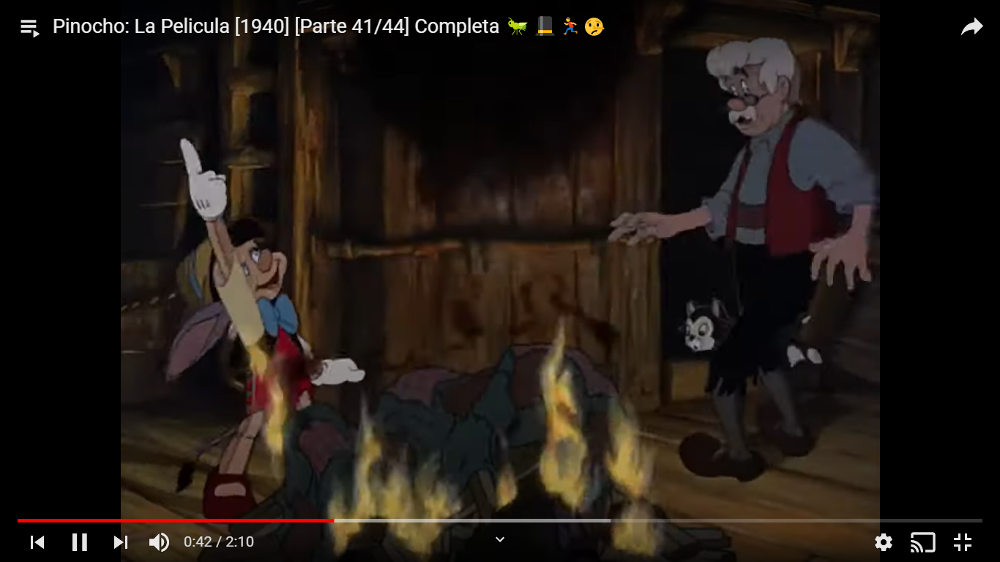 Pinocho: La Pelicula [1940] [Parte 41/44] Completa 🦗 🎩 🏃 🤥
0:42 / 2:10